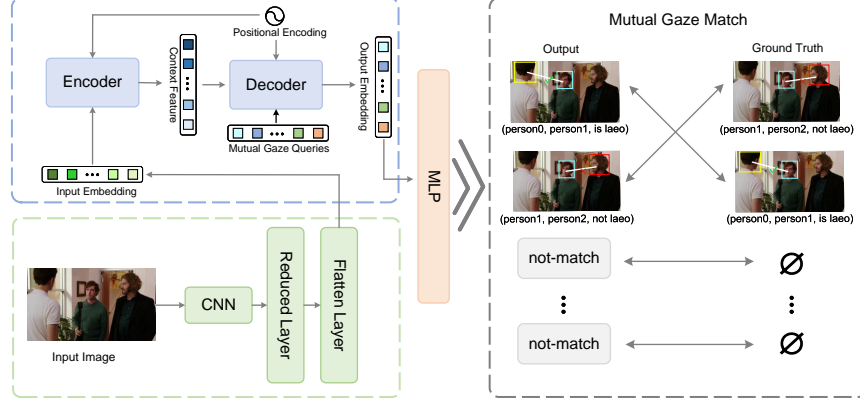 Positional Encoding
Encoder
Context Feature
Decoder
Output Embedding
Mutual Gaze Queries
Input Embedding
Input Image
CNN
Reduced Layer
Flatten Layer
MLP
Mutual Gaze Match
Output
Ground Truth
(person0, person1, is laeo)
(person1, person2, not laeo)
(person1, person2, not laeo)
(person0, person1, is laeo)
not-match
∅
not-match
∅